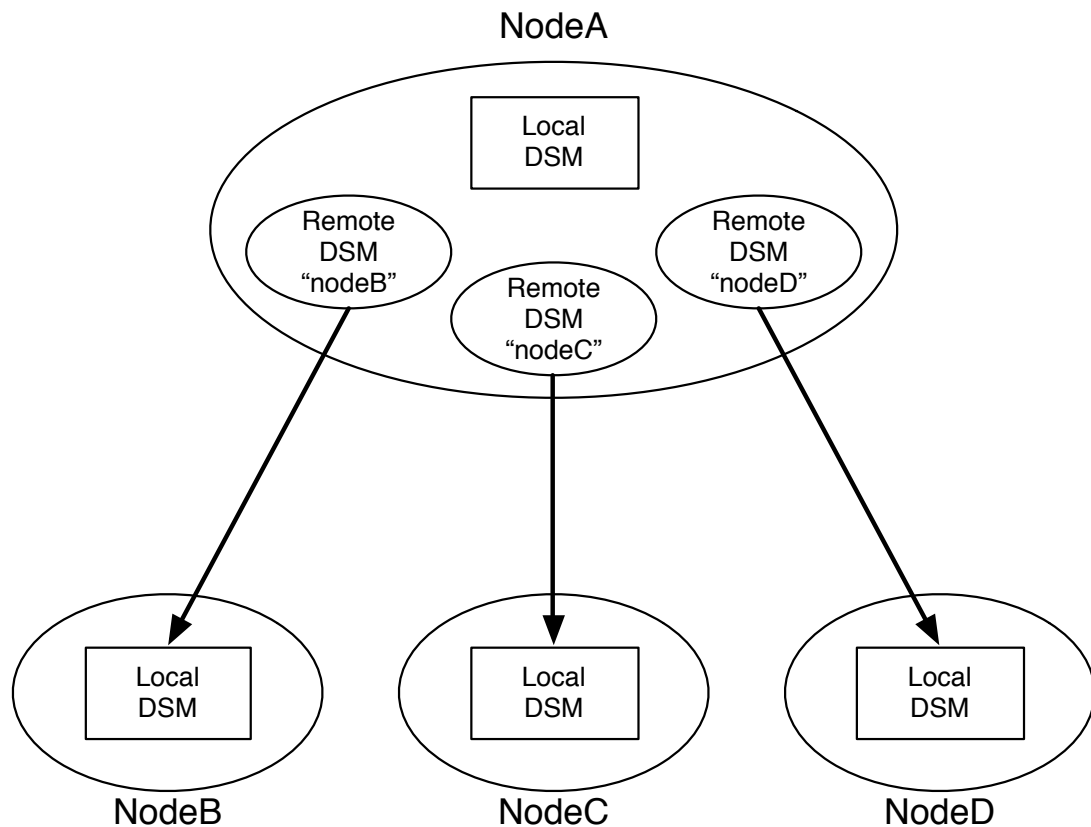 NodeA
Local
DSM
Remote
DSM
“nodeB”
Remote
DSM
“nodeC”
Remote
DSM
“nodeD”
Local
DSM
Local
DSM
Local
DSM
NodeB
NodeC
NodeD